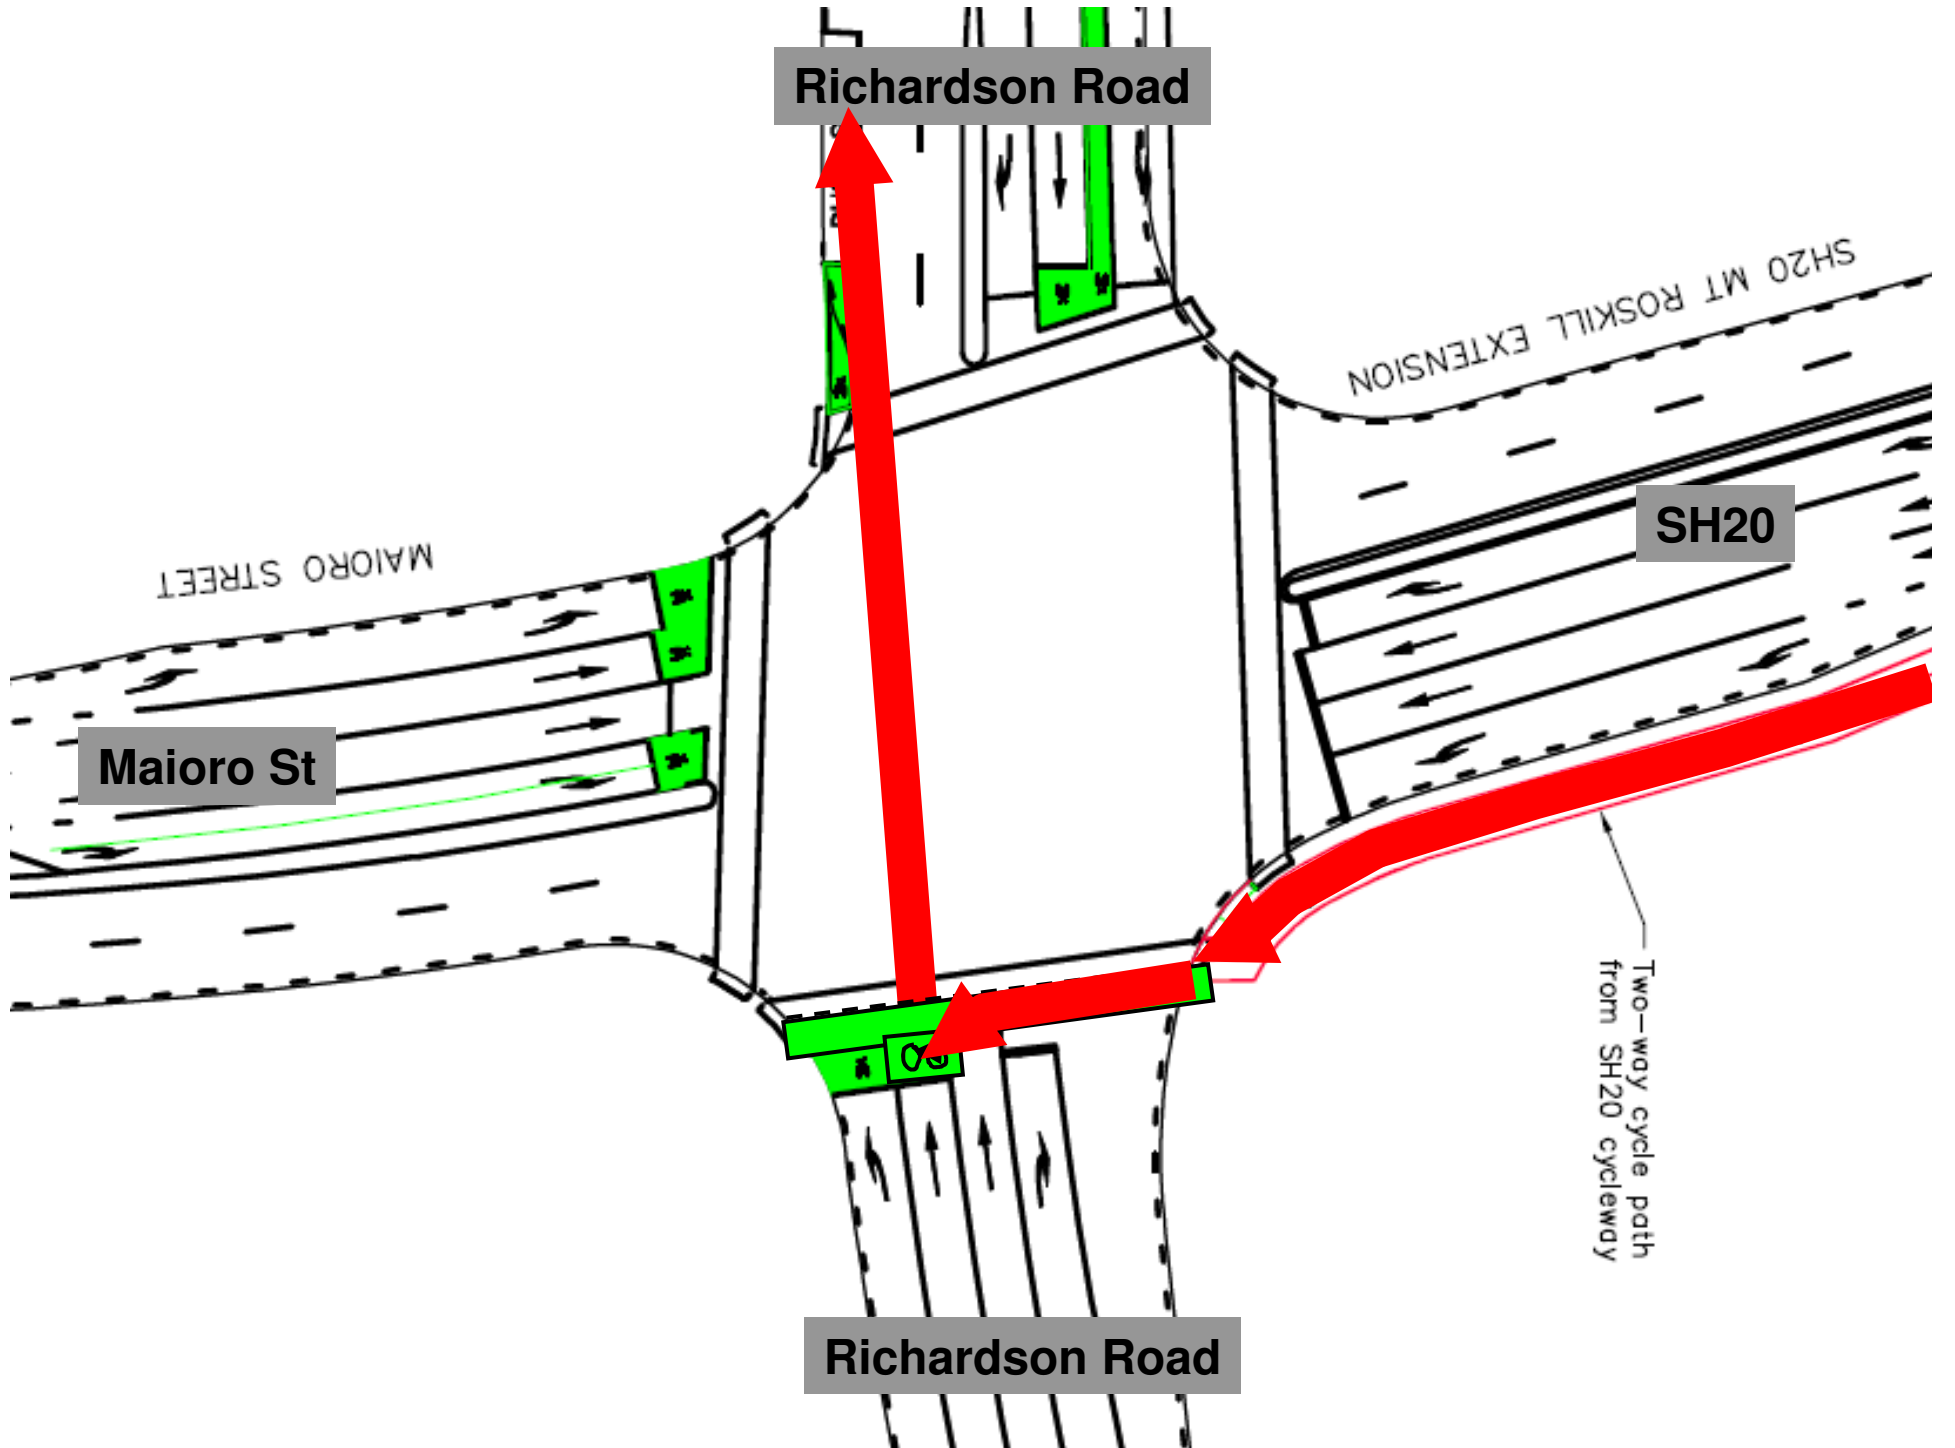 Richardson Road
SH20 MT ROSKILL EXTENSION
SH20
MAIORO STREET
Maioro St
Two-way cycle path
from SH20 cycleway
Richardson Road